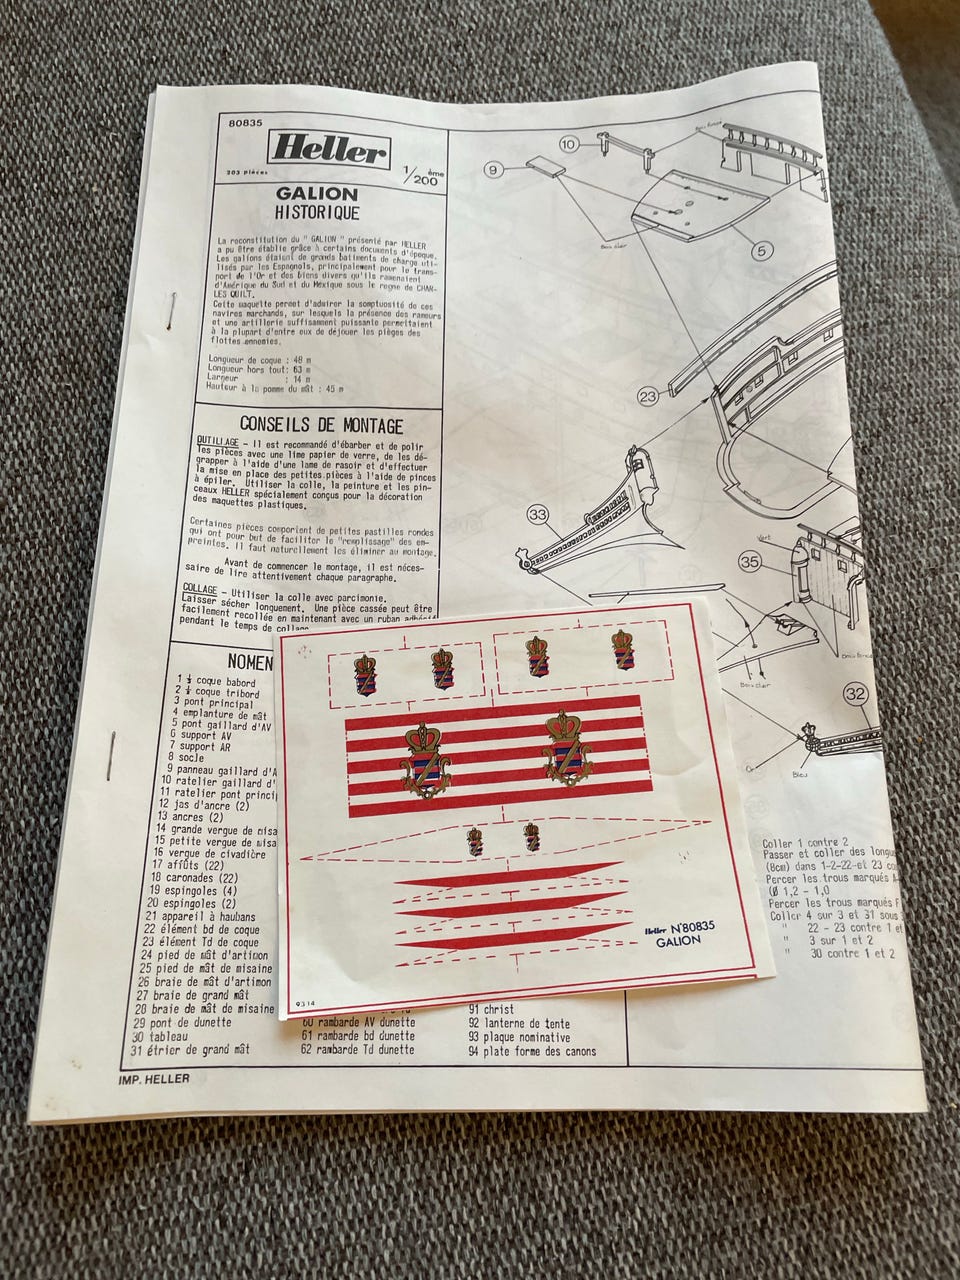 80835
Heller
203 pièces
1/200 ème
GALION
HISTORIQUE
La reconstitution du " GALION " présenté par HELLER
a pu être établie grâce à certains documents d'époque.
Les galions étaient de grands batiments de charge uti-
lisés par les Espagnols, principalement pour le trans-
port de l'Or et des biens divers qu'ils ramenaient
d'Amérique du Sud et du Mexique sous le regne de CHAR-
LES QUILT.
Cette maquette permet d'admirer la somptuosité de ces
navires marchands, sur lesquels la présence des rameurs
et une artillerie suffisamment puissante permettaient
à la plupart d'entre eux de déjouer les pièges des
flottes ennemies.
Longueur de coque : 48 m
Longueur hors tout: 63 m
Larneur : 14 m
Hauteur à la pomme du mât : 45 m
CONSEILS DE MONTAGE
OUTILLAGE - Il est recommandé d'ébarber et de polir
les pièces avec une lime papier de verre, de les dé-
grapper à l'aide d'une lame de rasoir et d'effectuer
la mise en place des petites pièces à l'aide de pinces
à épiler. Utiliser la colle, la peinture et les pin-
ceaux HELLER spécialement conçus pour la décoration
des maquettes plastiques.
Certaines pièces comportent de petites pastilles rondes
qui ont pour but de faciliter le "remplissage" des em-
preintes. Il faut naturellement les éliminer au montage.
Avant de commencer le montage, il est néces-
saire de lire attentivement chaque paragraphe.
COLLAGE - Utiliser la colle avec parcimonie.
Laisser sécher longuement. Une pièce cassée peut être
facilement recollée en maintenant avec un ruban adhésif
pendant le temps de collage
NOMEN
1 ½ coque babord
2 ½ coque tribord
3 pont principal
4 emplanture de mât
5 pont gaillard d'AV
6 support AV
7 support AR
8 socle
9 panneau gaillard d'A
10 ratelier gaillard d'
11 ratelier pont princi
12 jas d'ancre (2)
13 ancres (2)
14 grande vergue de misa
15 petite vergue de misa
16 vergue de civadière
17 affûts (22)
18 caronades (22)
19 espingoles (4)
20 espingoles (2)
21 appareil à haubans
22 élément bd de coque
23 élément Td de coque
24 pied de mât d'artimon
25 pied de mât de misaine
26 braie de mât d'artimon
27 braie de grand mât
28 braie de mât de misaine
29 pont de dunette
30 tableau
31 étrier de grand mât
60 rambarde AV dunette
61 rambarde bd dunette
62 rambarde Td dunette
91 christ
92 lanterne de tente
93 plaque nominative
94 plate forme des canons
IMP. HELLER
9
10
Bois foncé
Bois clair
5
23
33
Vert
35
Bois foncé
Bois clair
32
Or
Bleu
Coller 1 contre 2
Passer et coller des longu
(8cm) dans 1-2-22 et 23 co
Percer les trous marqués A
(Ø 1,2 - 1,0
Percer les trous marqués F
Coller 4 sur 3 et 31 sous
" 22 - 23 contre 1 et
" 3 sur 1 et 2
" 30 contre 1 et 2
Heller N°80835
GALION
9314